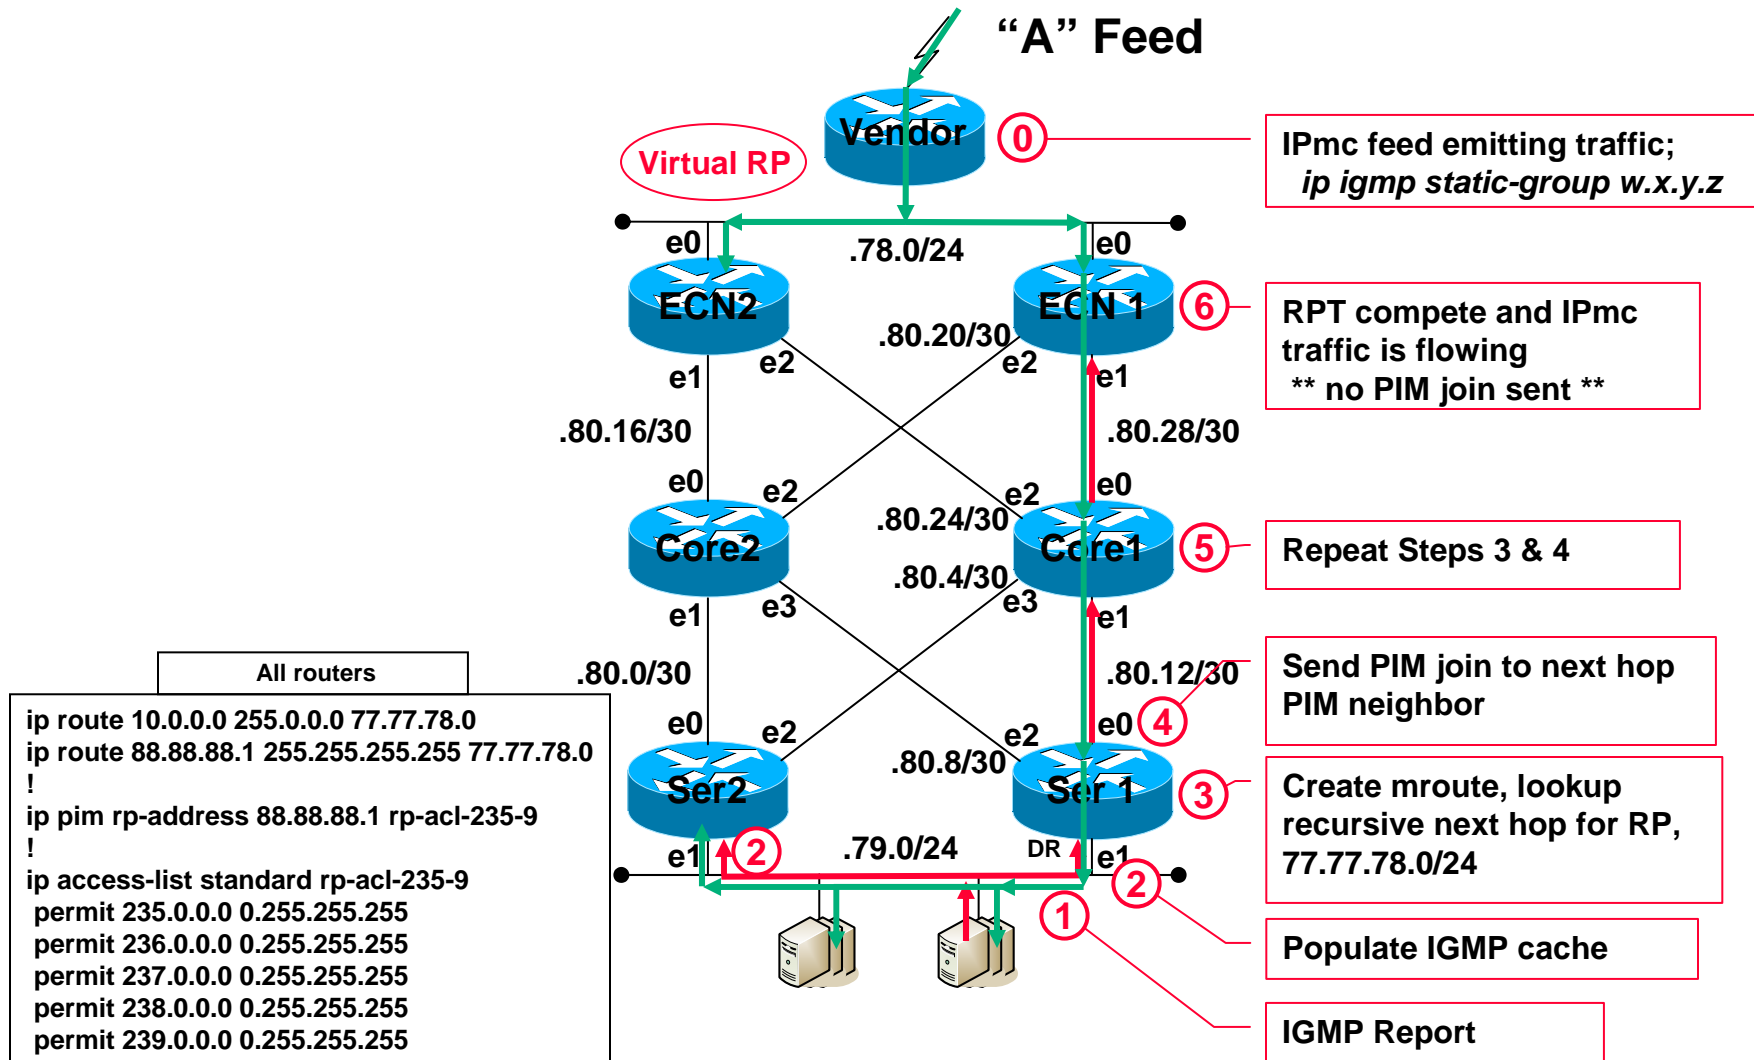 “A” Feed
Vendor
0
IPmc feed emitting traffic;
ip igmp static-group w.x.y.z
Virtual RP
e0
.78.0/24
e0
ECN2
ECN 1
6
RPT compete and IPmc
traffic is flowing
** no PIM join sent **
.80.20/30
e1
e2
e2
e1
.80.16/30
.80.28/30
e0
e2
e2
e0
.80.24/30
Core2
Core1
5
Repeat Steps 3 & 4
.80.4/30
e1
e3
e3
e1
.80.0/30
.80.12/30
4
Send PIM join to next hop
PIM neighbor
e0
e2
e2
e0
.80.8/30
Ser2
Ser 1
3
Create mroute, lookup
recursive next hop for RP,
77.77.78.0/24
e1
2
.79.0/24
DR
e1
2
Populate IGMP cache
1
IGMP Report
All routers
ip route 10.0.0.0 255.0.0.0 77.77.78.0
ip route 88.88.88.1 255.255.255.255 77.77.78.0
!
ip pim rp-address 88.88.88.1 rp-acl-235-9
!
ip access-list standard rp-acl-235-9
permit 235.0.0.0 0.255.255.255
permit 236.0.0.0 0.255.255.255
permit 237.0.0.0 0.255.255.255
permit 238.0.0.0 0.255.255.255
permit 239.0.0.0 0.255.255.255